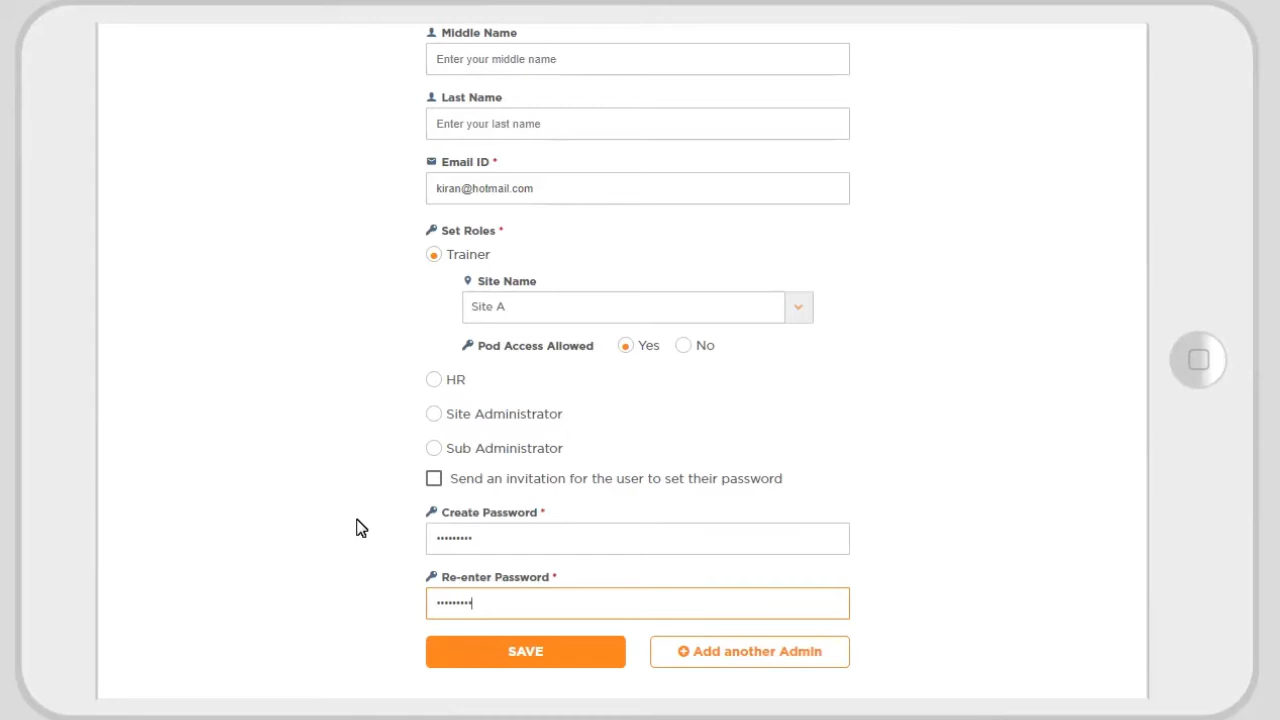 Middle Name
Enter your middle name
Last Name
Enter your last name
Email ID *
kiran@hotmail.com
Set Roles *
Trainer
Site Name
Site A
Pod Access Allowed Yes No
HR
Site Administrator
Sub Administrator
Send an invitation for the user to set their password
Create Password *
•••••••••
Re-enter Password *
•••••••••
SAVE Add another Admin